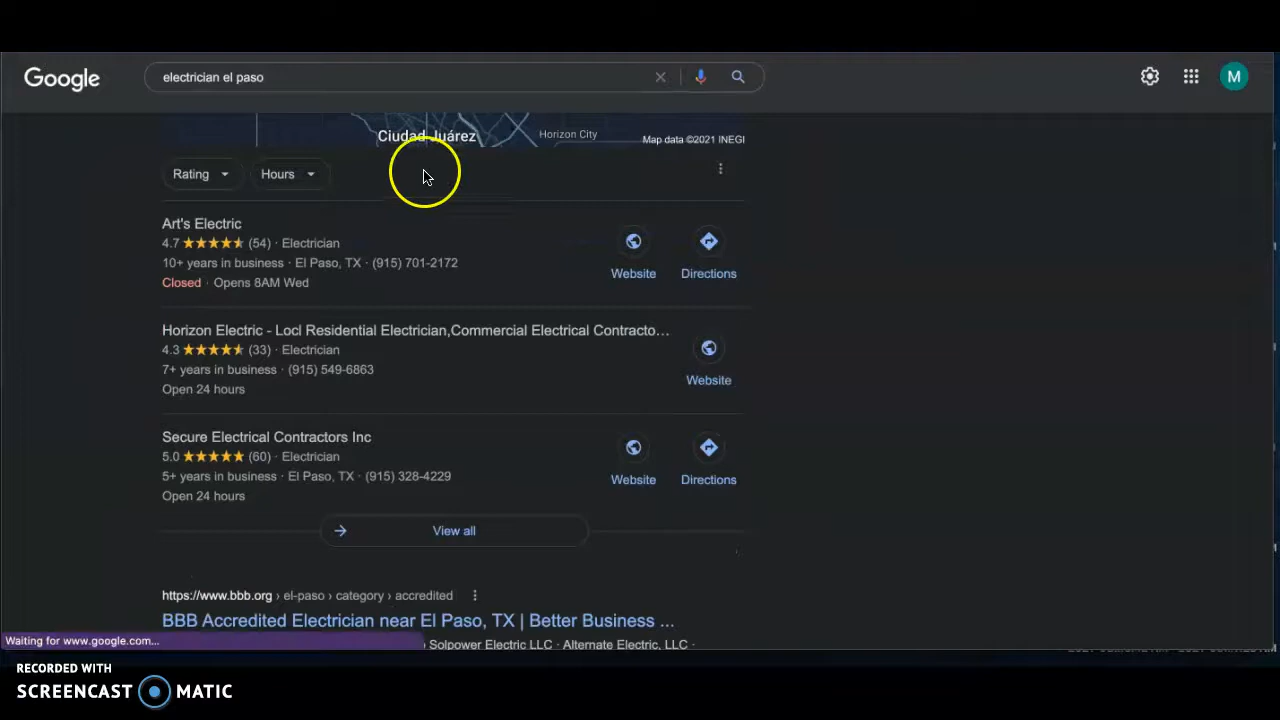 Google
electrician el paso
M
Ciudad Juárez
Horizon City
Map data ©2021 INEGI
Rating
Hours
Art's Electric
4.7 (54) · Electrician
10+ years in business · El Paso, TX · (915) 701-2172
Closed · Opens 8AM Wed
Website
Directions
Horizon Electric - Locl Residential Electrician,Commercial Electrical Contracto...
4.3 (33) · Electrician
7+ years in business · (915) 549-6863
Open 24 hours
Website
Secure Electrical Contractors Inc
5.0 (60) · Electrician
5+ years in business · El Paso, TX · (915) 328-4229
Open 24 hours
Website
Directions
View all
https://www.bbb.org › el-paso › category › accredited
BBB Accredited Electrician near El Paso, TX | Better Business ...
Waiting for www.google.com...
Solpower Electric LLC · Alternate Electric, LLC ·
RECORDED WITH
SCREENCAST MATIC